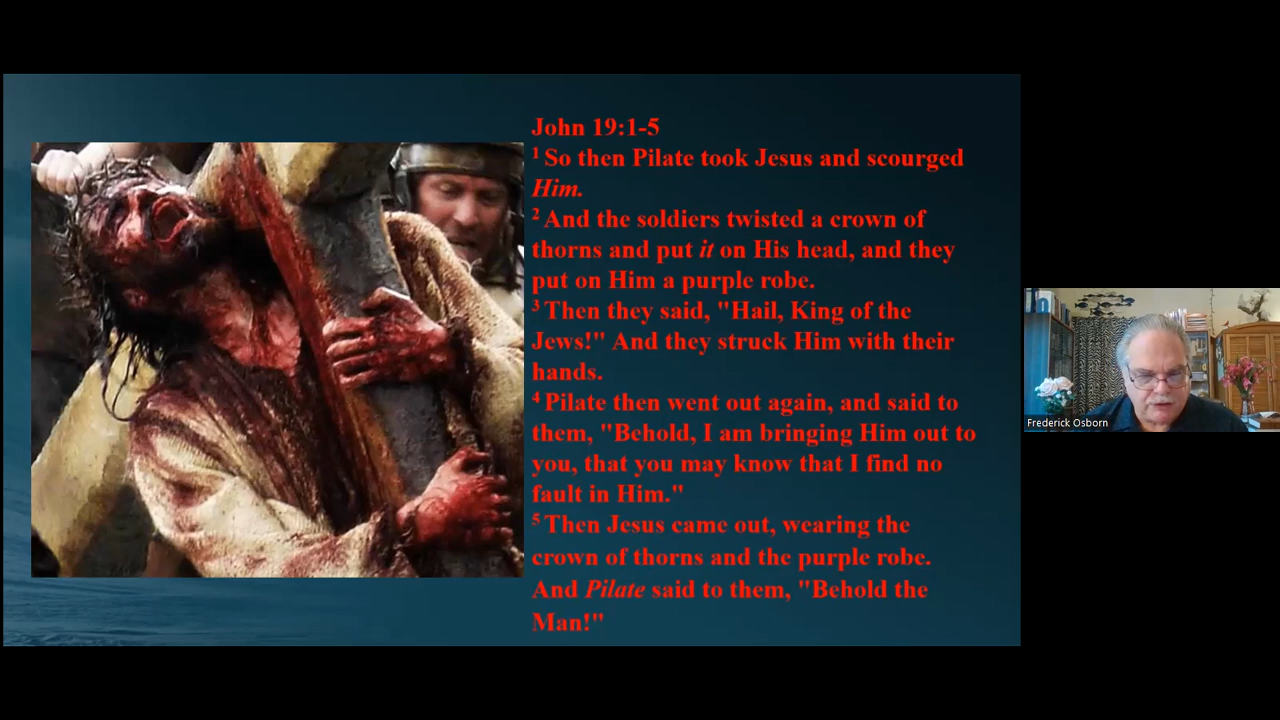 John 19:1-5
1 So then Pilate took Jesus and scourged
Him.
2 And the soldiers twisted a crown of
thorns and put it on His head, and they
put on Him a purple robe.
3 Then they said, "Hail, King of the
Jews!" And they struck Him with their
hands.
4 Pilate then went out again, and said to
them, "Behold, I am bringing Him out to
you, that you may know that I find no
fault in Him."
5 Then Jesus came out, wearing the
crown of thorns and the purple robe.
And Pilate said to them, "Behold the
Man!"
Frederick Osborn